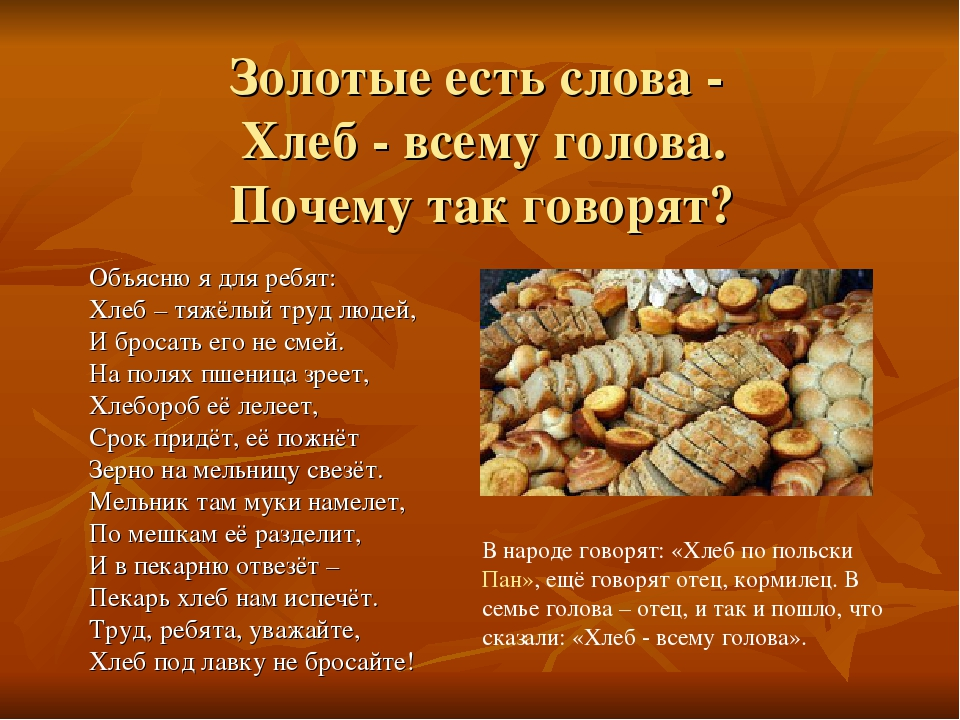 Золотые есть слова -
Хлеб - всему голова.
Почему так говорят?
Объясню я для ребят:
Хлеб – тяжёлый труд людей,
И бросать его не смей.
На полях пшеница зреет,
Хлебороб её лелеет,
Срок придёт, её пожнёт
Зерно на мельницу свезёт.
Мельник там муки намелет,
По мешкам её разделит,
И в пекарню отвезёт –
Пекарь хлеб нам испечёт.
Труд, ребята, уважайте,
Хлеб под лавку не бросайте!
В народе говорят: «Хлеб по польски
Пан», ещё говорят отец, кормилец. В
семье голова – отец, и так и пошло, что
сказали: «Хлеб - всему голова».